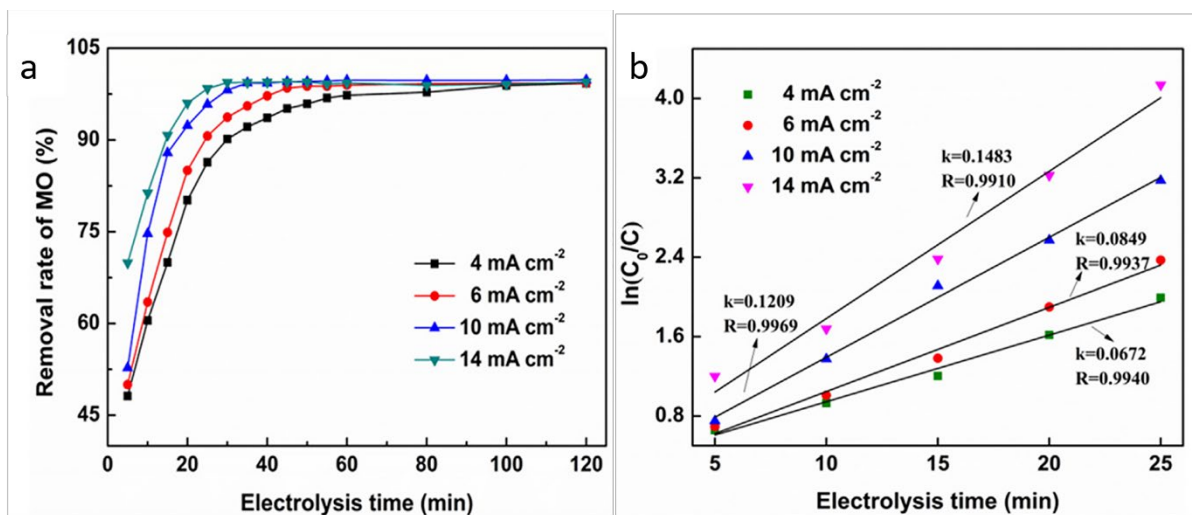 a
Removal rate of MO (%)
105
90
75
60
45
4 mA cm⁻²
6 mA cm⁻²
10 mA cm⁻²
14 mA cm⁻²
0 20 40 60 80 100 120
Electrolysis time (min)
b
ln(C₀/C)
4.0
3.2
2.4
1.6
0.8
4 mA cm⁻²
6 mA cm⁻²
10 mA cm⁻²
14 mA cm⁻²
k=0.1483
R=0.9910
k=0.0849
R=0.9937
k=0.1209
R=0.9969
k=0.0672
R=0.9940
5 10 15 20 25
Electrolysis time (min)